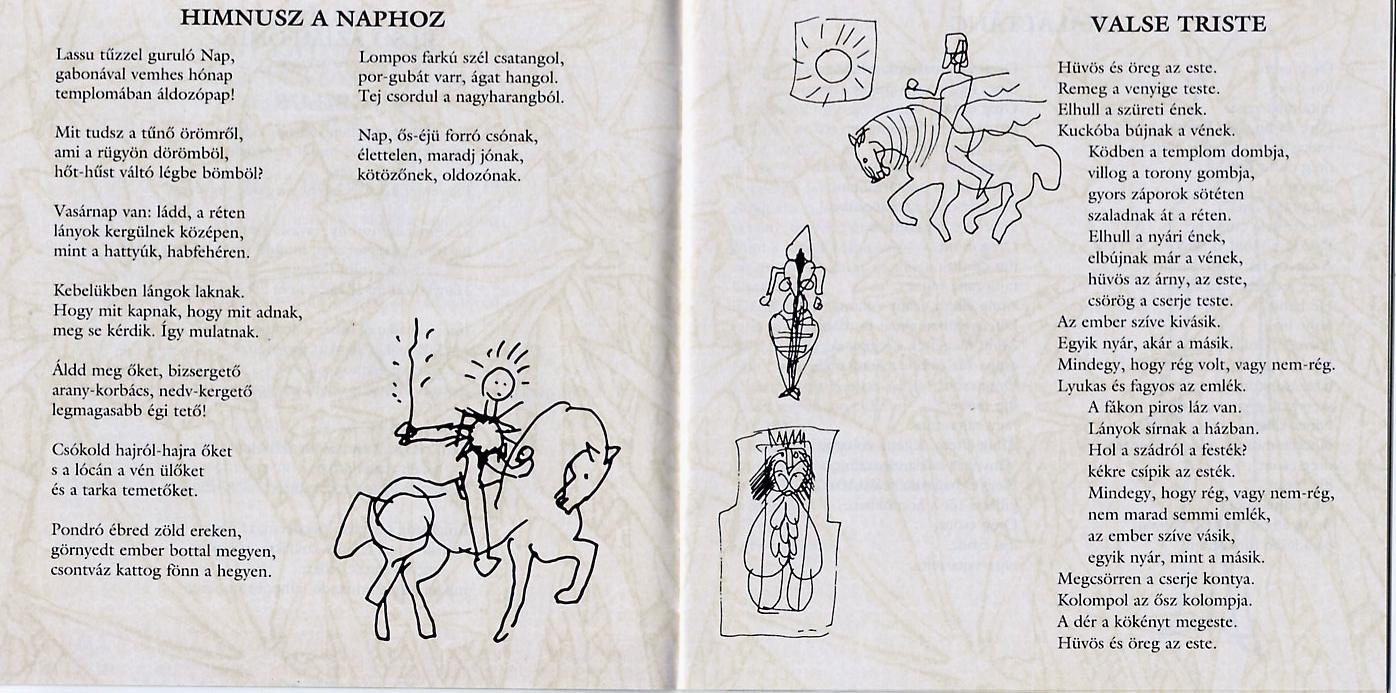 HIMNUSZ A NAPHOZ
Lassu tűzzel guruló Nap,
gabonával vemhes hónap
templomában áldozópap!
Mit tudsz a tűnő örömről,
ami a rügyön dörömböl,
hőt-hűst váltó légbe bömböl?
Vasárnap van: ládd, a réten
lányok kergülnek középen,
mint a hattyúk, habfehéren.
Kebelükben lángok laknak.
Hogy mit kapnak, hogy mit adnak,
meg se kérdik. Így mulatnak.
Áldd meg őket, bizsergető
arany-korbács, nedv-kergető
legmagasabb égi tető!
Csókold hajról-hajra őket
s a lócán a vén ülőket
és a tarka temetőket.
Pondró ébred zöld ereken,
görnyedt ember bottal megyen,
csontváz kattog fönn a hegyen.
Lompos farkú szél csatangol,
por-gubát varr, ágat hangol.
Tej csordul a nagyharangból.
Nap, ős-éjü forró csónak,
élettelen, maradj jónak,
kötözőnek, oldozónak.
VALSE TRISTE
Hüvös és öreg az este.
Remeg a venyige teste.
Elhull a szüreti ének.
Kuckóba bújnak a vének.
Ködben a templom dombja,
villog a torony gombja,
gyors záporok sötéten
szaladnak át a réten.
Elhull a nyári ének,
elbújnak már a vének,
hüvös az árny, az este,
csörög a cserje teste.
Az ember szíve kivásik.
Egyik nyár, akár a másik.
Mindegy, hogy rég volt, vagy nem-rég.
Lyukas és fagyos az emlék.
A fákon piros láz van.
Lányok sírnak a házban.
Hol a szádról a festék?
kékre csípik az esték.
Mindegy, hogy rég, vagy nem-rég,
nem marad semmi emlék,
az ember szíve vásik,
egyik nyár, mint a másik.
Megcsörren a cserje kontya.
Kolompol az ősz kolompja.
A dér a kökényt megeste.
Hüvös és öreg az este.